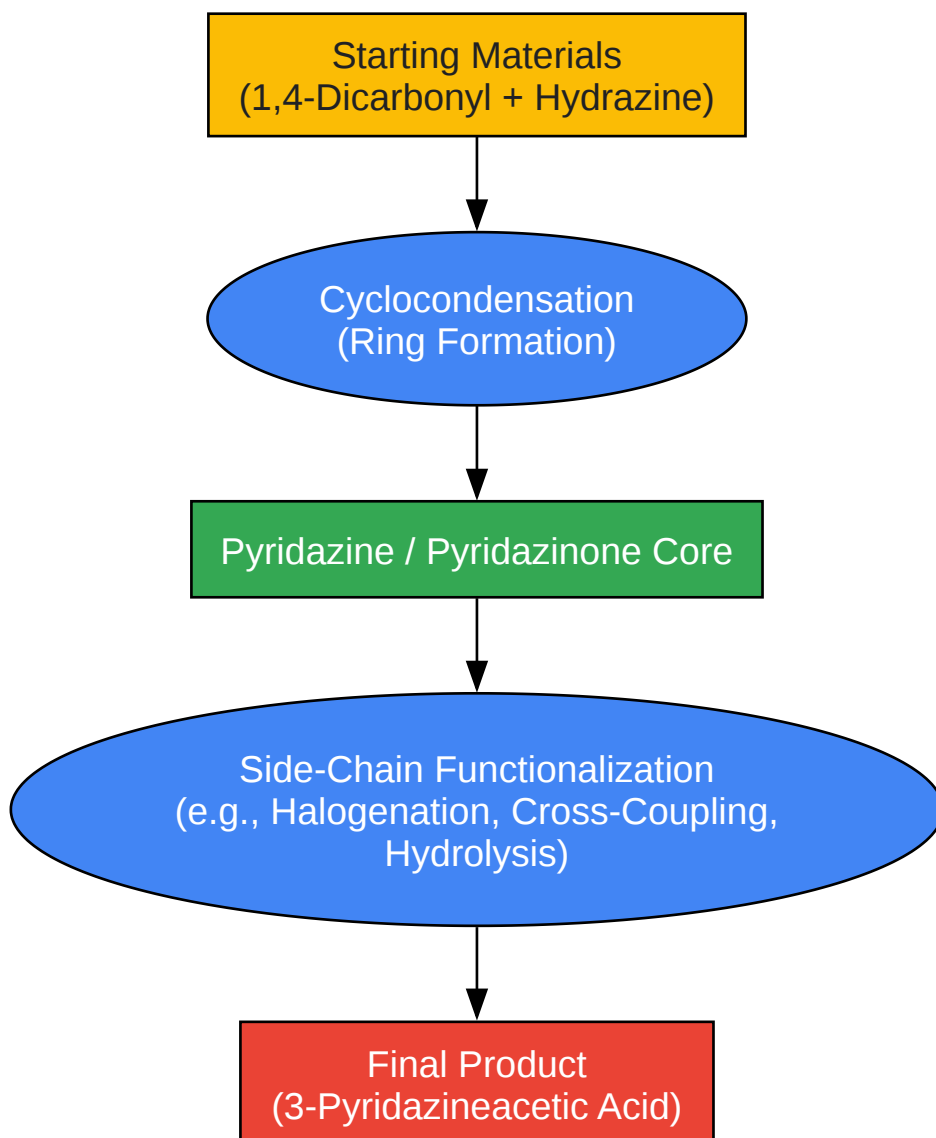 Starting Materials
(1,4-Dicarbonyl + Hydrazine)
Cyclocondensation
(Ring Formation)
Pyridazine / Pyridazinone Core
Side-Chain Functionalization
(e.g., Halogenation, Cross-Coupling,
Hydrolysis)
Final Product
(3-Pyridazineacetic Acid)